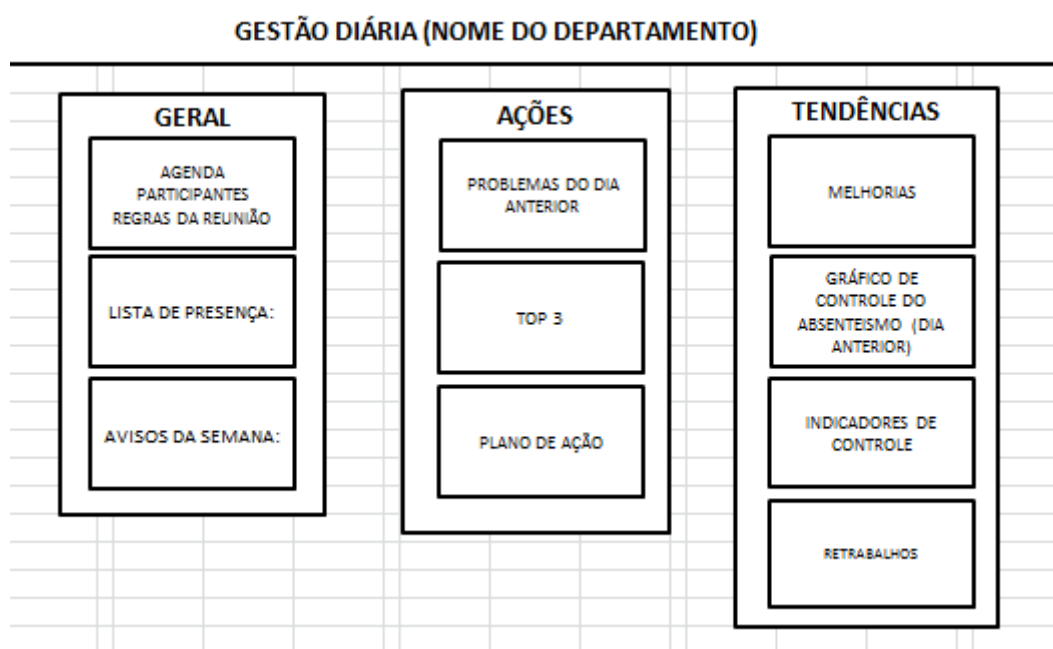 GESTÃO DIÁRIA (NOME DO DEPARTAMENTO)
GERAL
AGENDA
PARTICIPANTES
REGRAS DA REUNIÃO
LISTA DE PRESENÇA:
AVISOS DA SEMANA:
AÇÕES
PROBLEMAS DO DIA
ANTERIOR
TOP 3
PLANO DE AÇÃO
TENDÊNCIAS
MELHORIAS
GRÁFICO DE
CONTROLE DO
ABSENTEISMO (DIA
ANTERIOR)
INDICADORES DE
CONTROLE
RETRABALHOS